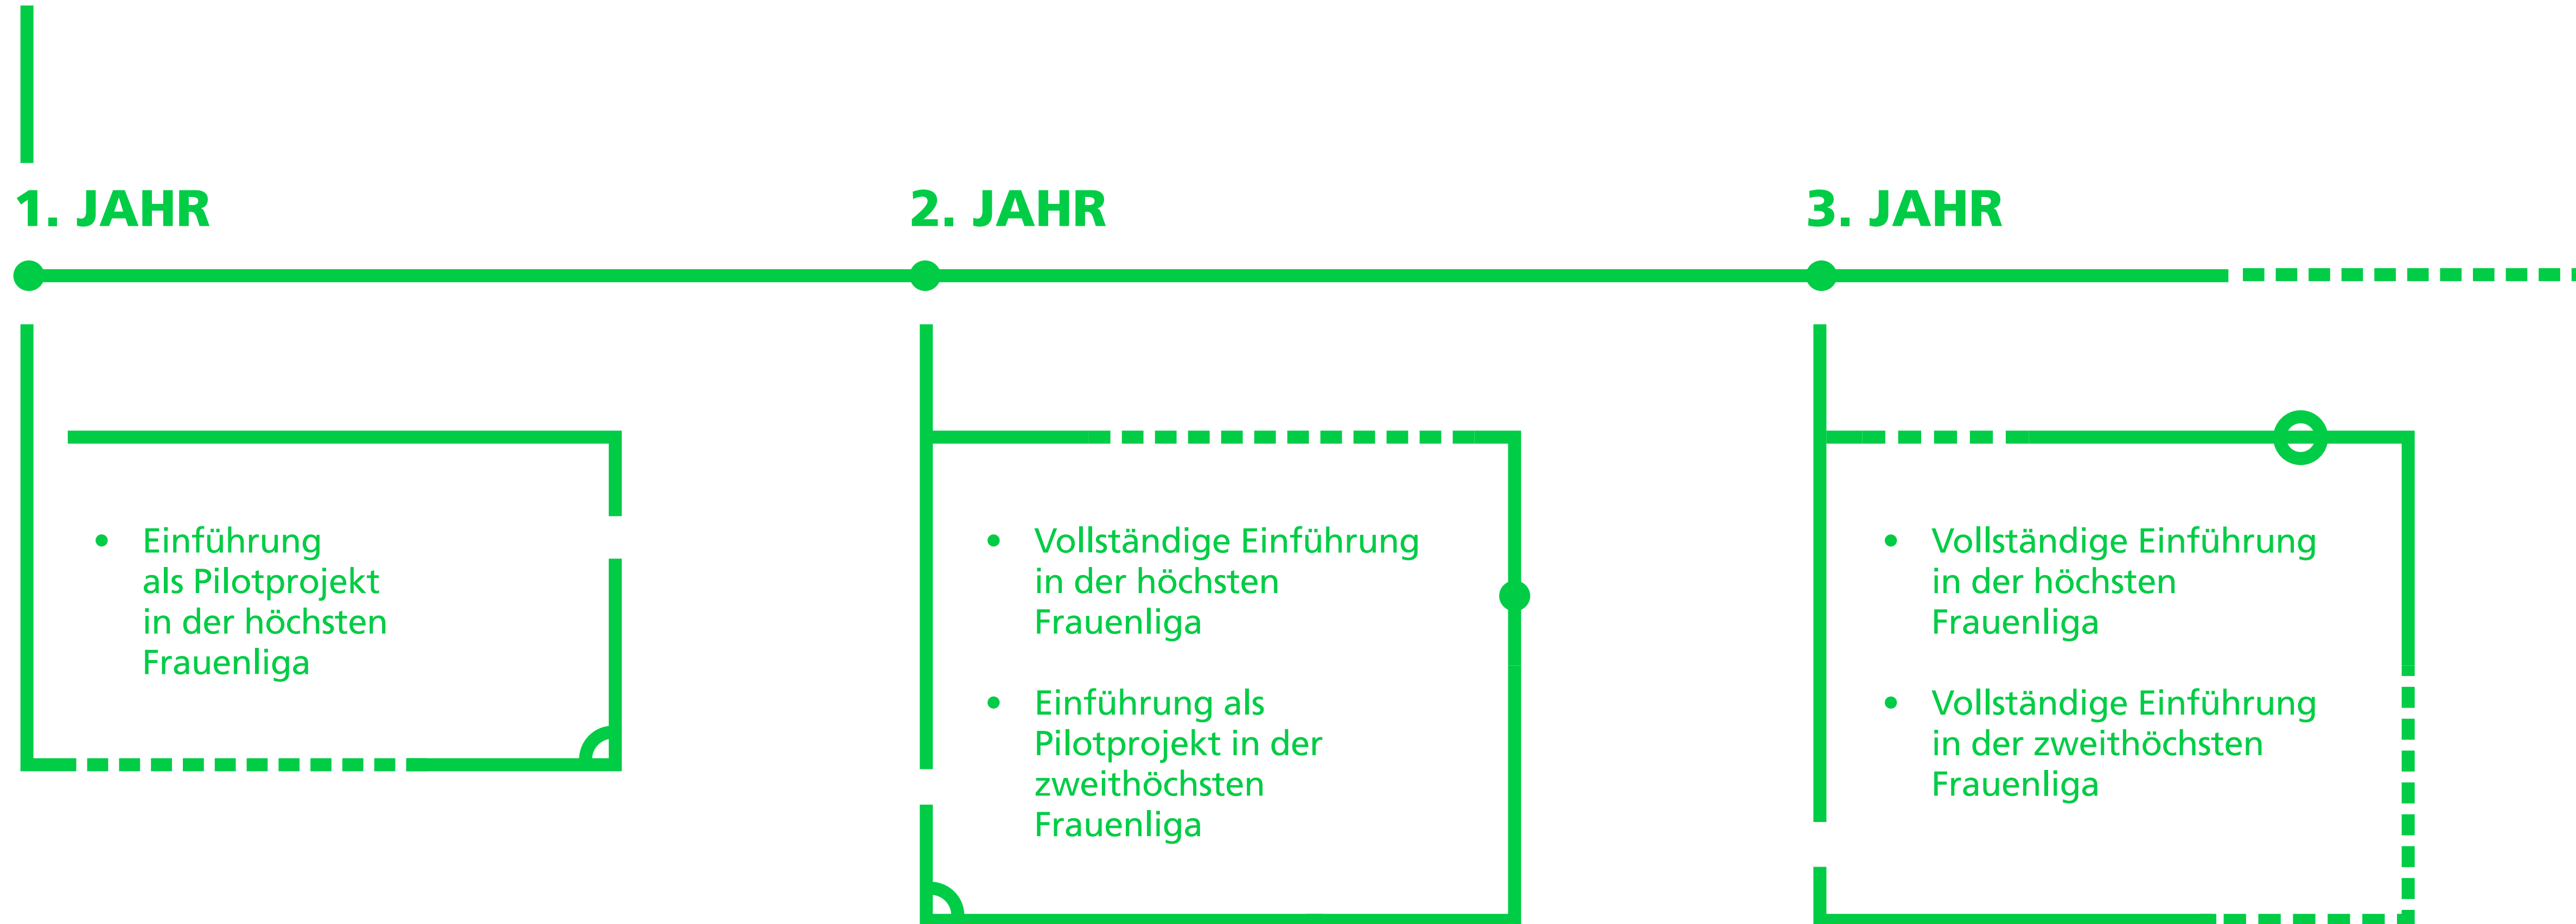 1. JAHR
2. JAHR
3. JAHR
• Einführung
als Pilotprojekt
in der höchsten
Frauenliga
• Vollständige Einführung
in der höchsten
Frauenliga
• Einführung als
Pilotprojekt in der
zweithöchsten
Frauenliga
• Vollständige Einführung
in der höchsten
Frauenliga
• Vollständige Einführung
in der zweithöchsten
Frauenliga